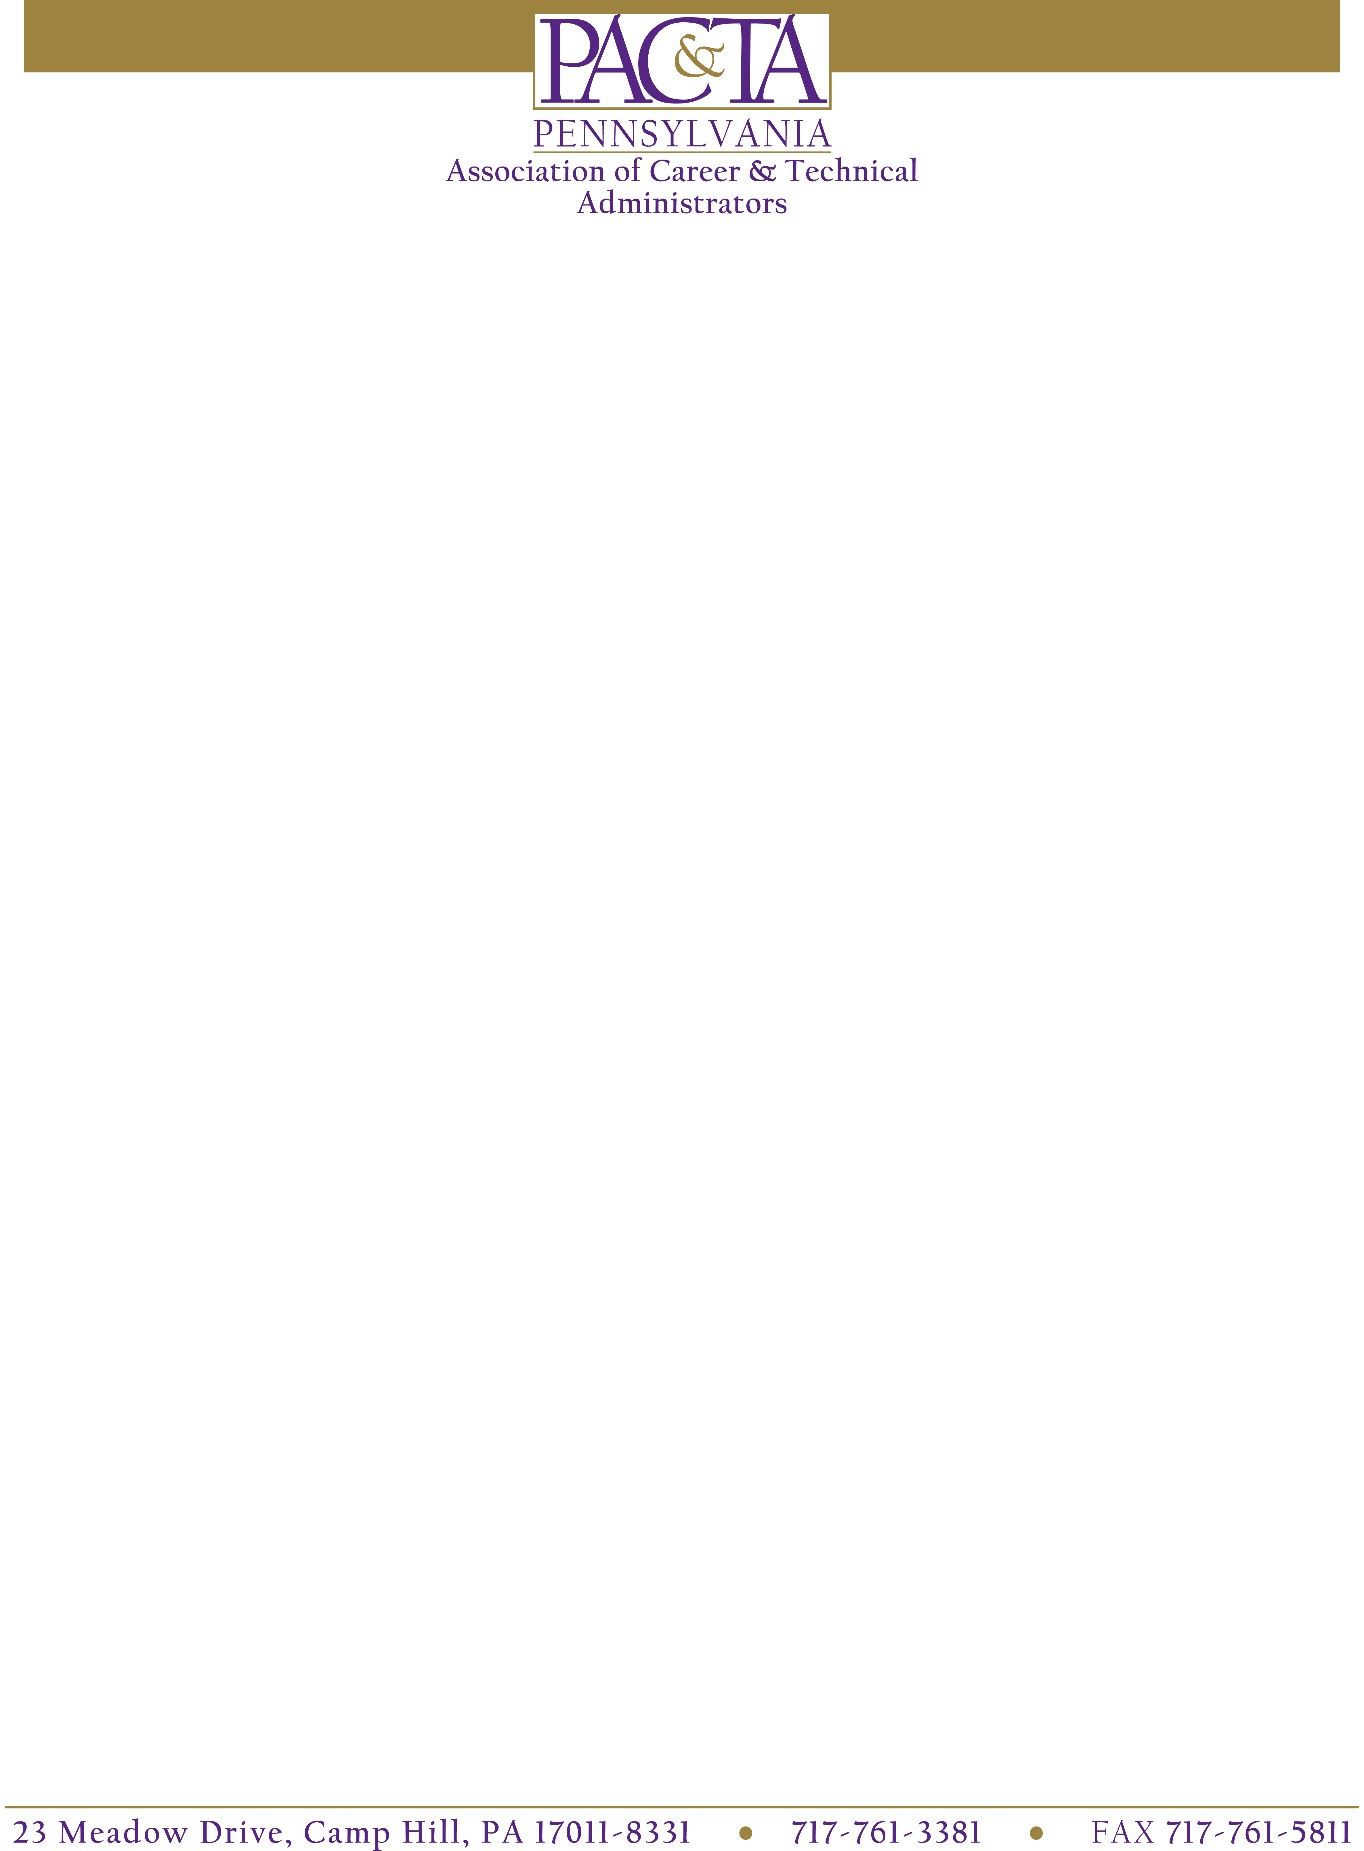 PAC&TA
PENNSYLVANIA
Association of Career & Technical
Administrators
23 Meadow Drive, Camp Hill, PA 17011-8331 • 717-761-3381 • FAX 717-761-5811